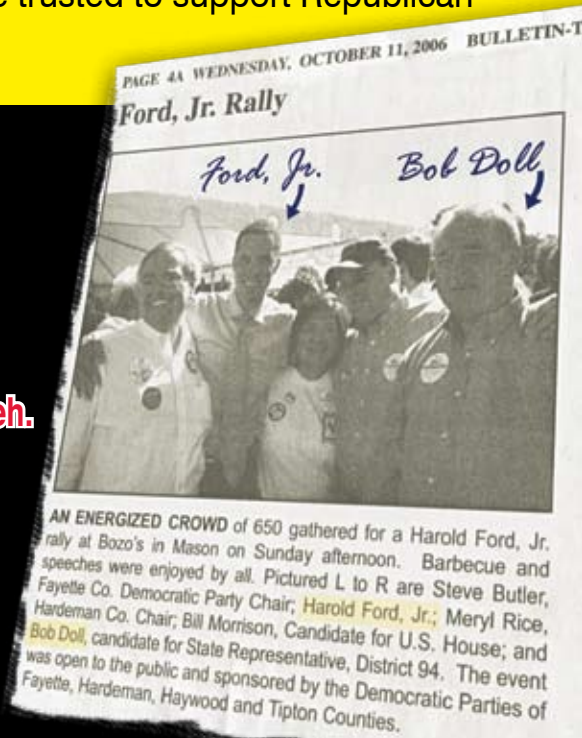 trusted to support Republican
PAGE 4A WEDNESDAY, OCTOBER 11, 2006 BULLETIN-T
Ford, Jr. Rally
Ford, Jr.
Bob Doll
eh.
AN ENERGIZED CROWD of 650 gathered for a Harold Ford, Jr.
rally at Bozo's in Mason on Sunday afternoon. Barbecue and
speeches were enjoyed by all. Pictured L to R are Steve Butler,
Fayette Co. Democratic Party Chair; Harold Ford, Jr.; Meryl Rice,
Hardeman Co. Chair; Bill Morrison, Candidate for U.S. House; and
Bob Doll, candidate for State Representative, District 94. The event
was open to the public and sponsored by the Democratic Parties of
Fayette, Hardeman, Haywood and Tipton Counties.